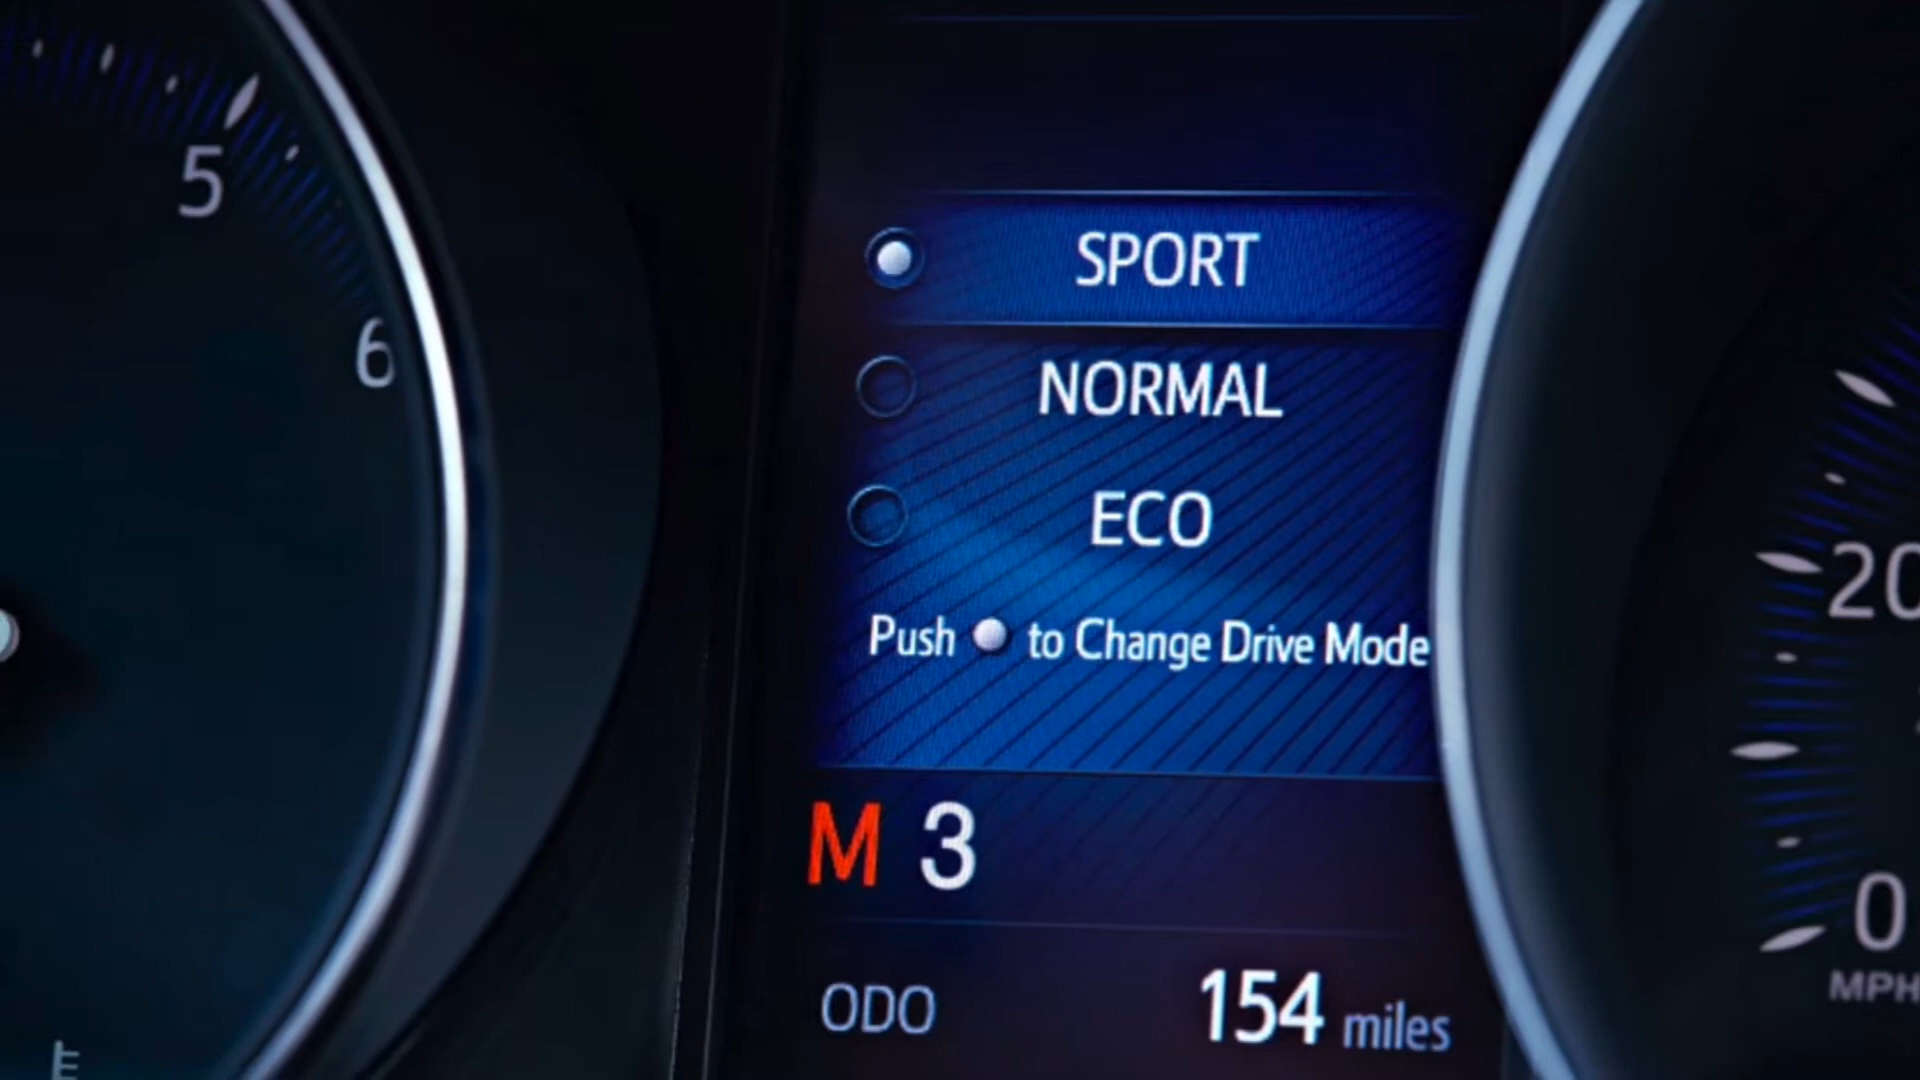 5
6
SPORT
NORMAL
ECO
Push to Change Drive Mode
M 3
ODO 154 miles
20
0
MPH